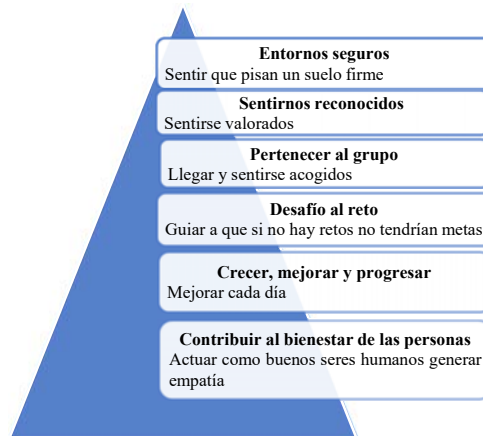 Entornos seguros
Sentir que pisan un suelo firme
Sentirnos reconocidos
Sentirse valorados
Pertenecer al grupo
Llegar y sentirse acogidos
Desafío al reto
Guiar a que si no hay retos no tendrían metas
Crecer, mejorar y progresar
Mejorar cada día
Contribuir al bienestar de las personas
Actuar como buenos seres humanos generar
empatía